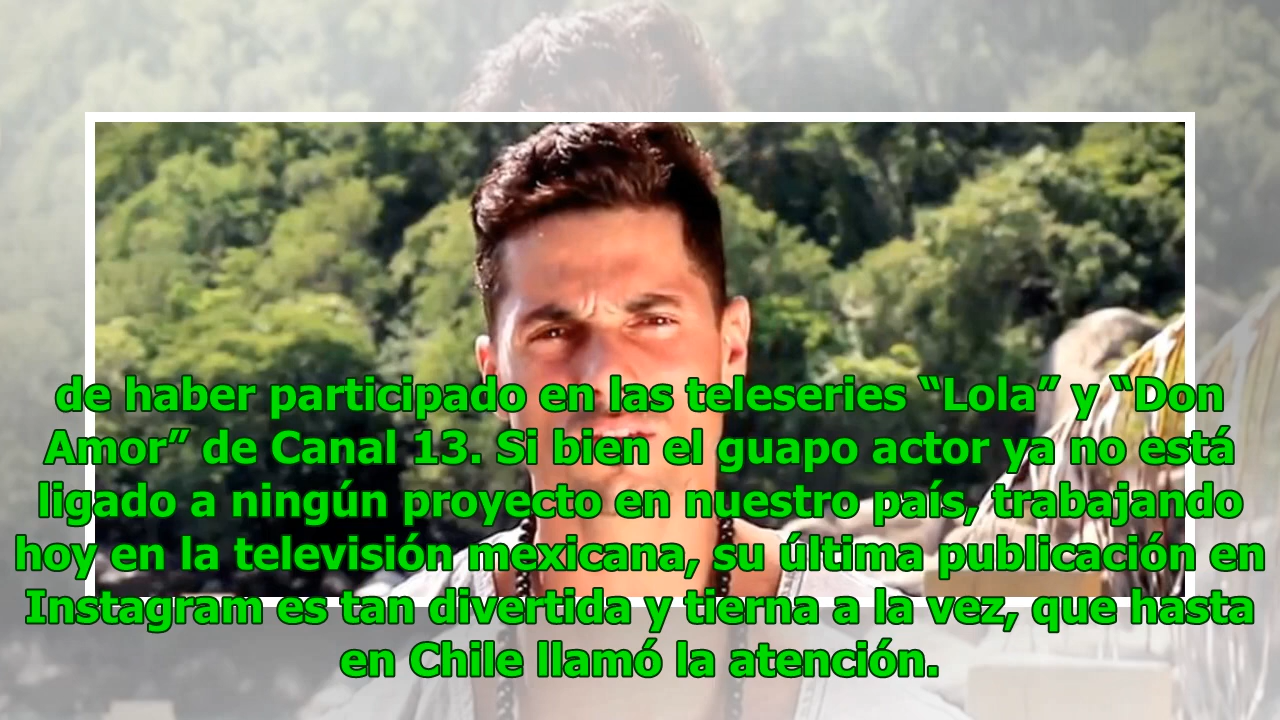 de haber participado en las teleseries “Lola” y “Don
Amor” de Canal 13. Si bien el guapo actor ya no está
ligado a ningún proyecto en nuestro país, trabajando
hoy en la televisión mexicana, su última publicación en
Instagram es tan divertida y tierna a la vez, que hasta
en Chile llamó la atención.